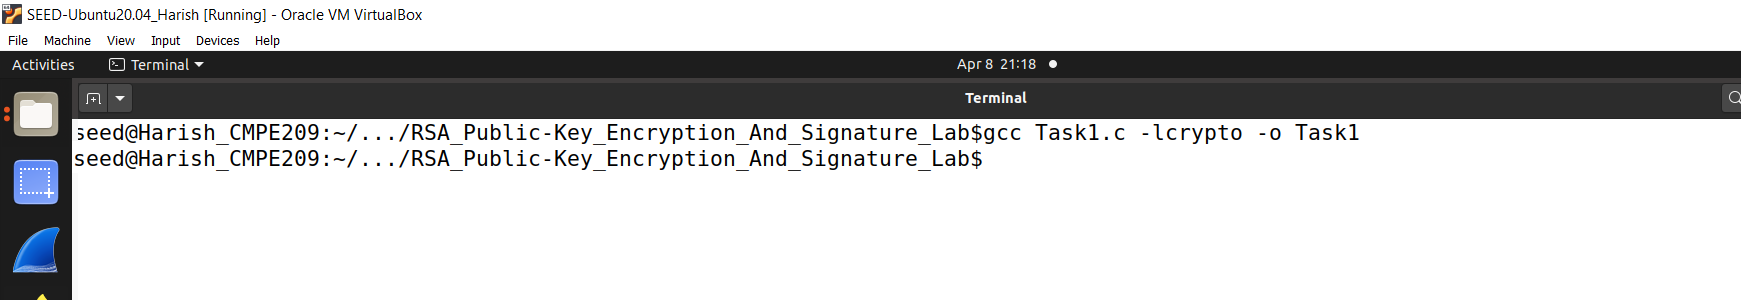 SEED-Ubuntu20.04_Harish [Running] - Oracle VM VirtualBox
File Machine View Input Devices Help
Activities Terminal Apr 8 21:18
Terminal
seed@Harish_CMPE209:~/.../RSA_Public-Key_Encryption_And_Signature_Lab$gcc Task1.c -lcrypto -o Task1
seed@Harish_CMPE209:~/.../RSA_Public-Key_Encryption_And_Signature_Lab$